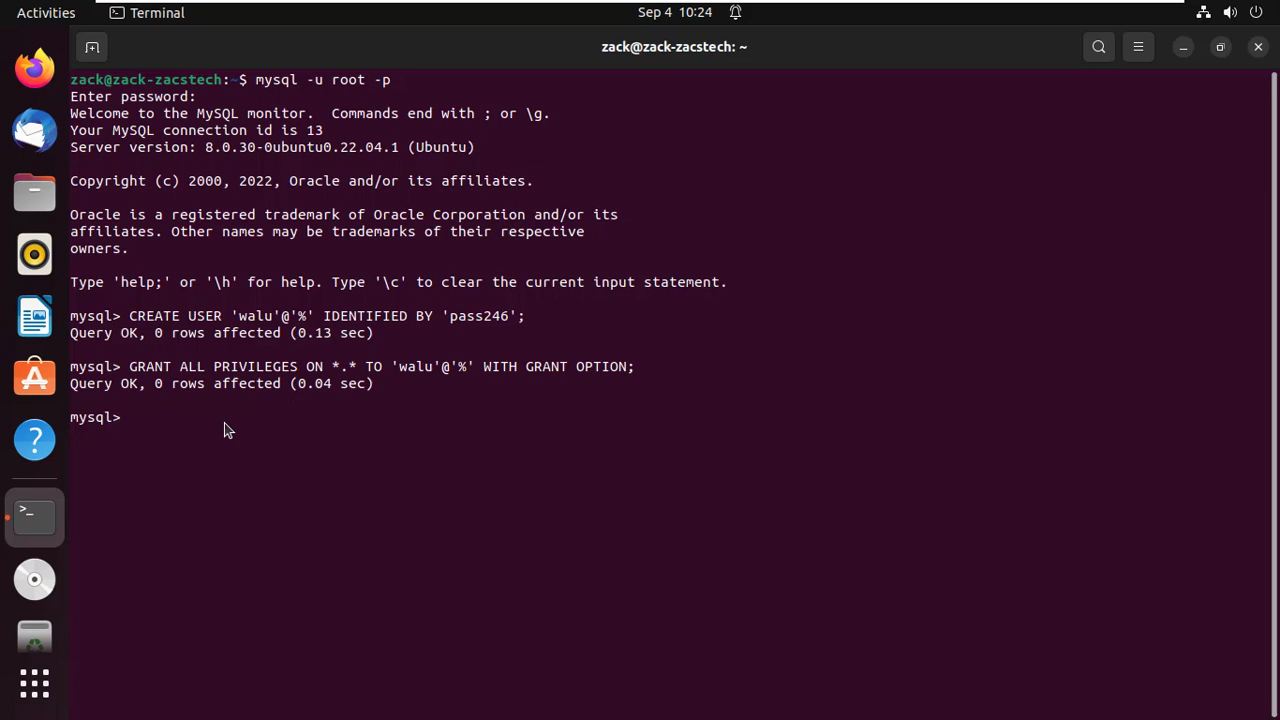 Activities
Terminal
Sep 4 10:24
zack@zack-zacstech: ~
zack@zack-zacstech:~$ mysql -u root -p
Enter password:
Welcome to the MySQL monitor.  Commands end with ; or \g.
Your MySQL connection id is 13
Server version: 8.0.30-0ubuntu0.22.04.1 (Ubuntu)
Copyright (c) 2000, 2022, Oracle and/or its affiliates.
Oracle is a registered trademark of Oracle Corporation and/or its
affiliates. Other names may be trademarks of their respective
owners.
Type 'help;' or '\h' for help. Type '\c' to clear the current input statement.
mysql> CREATE USER 'walu'@'%' IDENTIFIED BY 'pass246';
Query OK, 0 rows affected (0.13 sec)
mysql> GRANT ALL PRIVILEGES ON *.* TO 'walu'@'%' WITH GRANT OPTION;
Query OK, 0 rows affected (0.04 sec)
mysql>